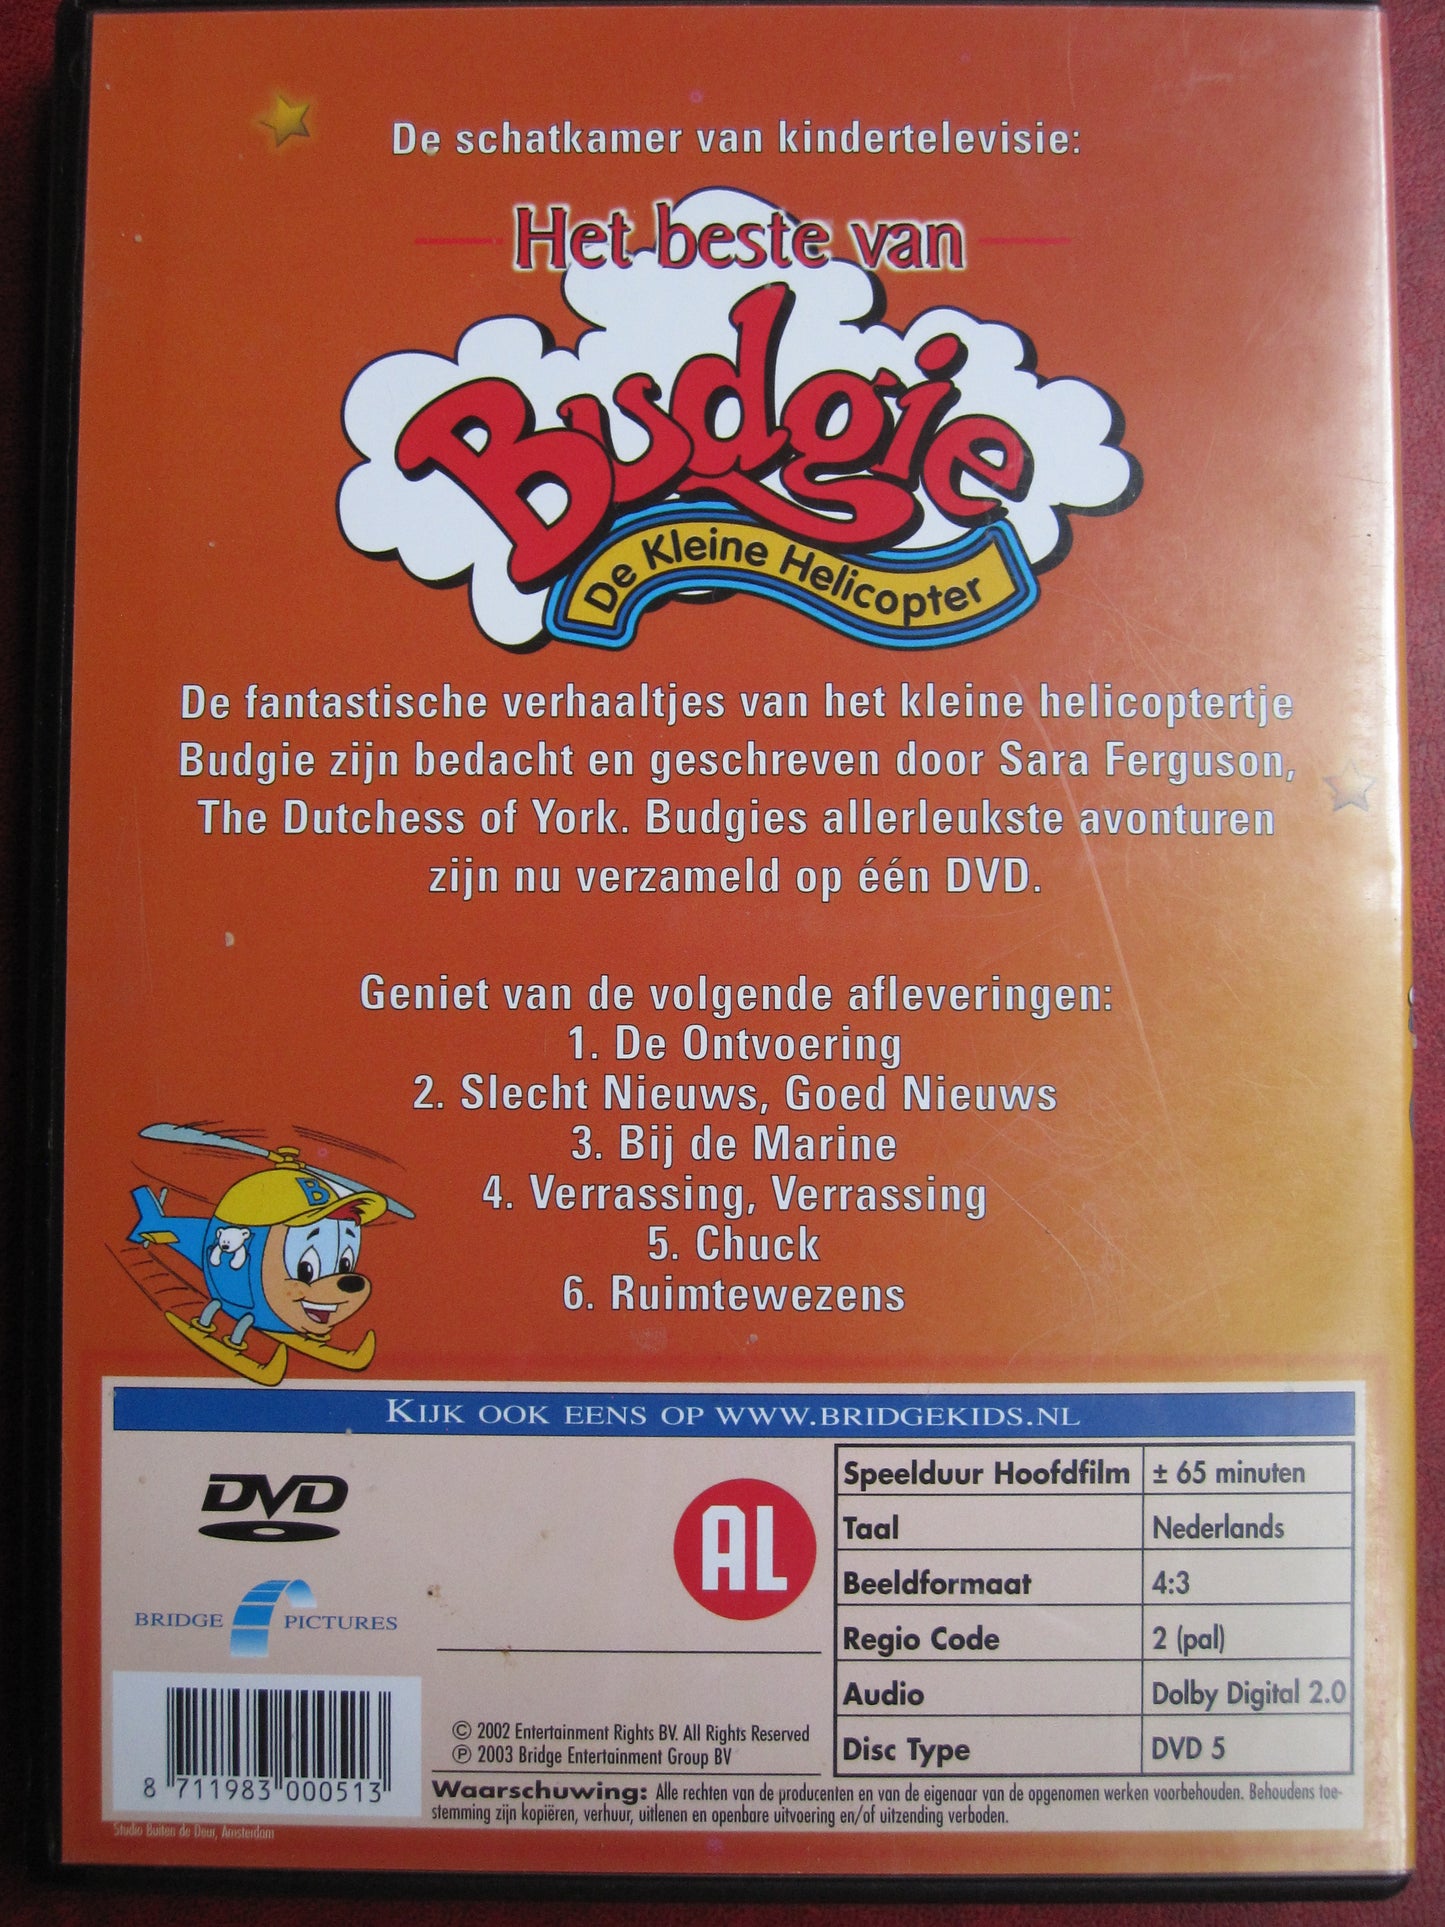 De schatkamer van kindertelevisie:
Het beste van
Budgie
De Kleine Helicopter
De fantastische verhaaltjes van het kleine helicoptertje
Budgie zijn bedacht en geschreven door Sara Ferguson,
The Dutchess of York. Budgies allerleukste avonturen
zijn nu verzameld op één DVD.
Geniet van de volgende afleveringen:
1. De Ontvoering
2. Slecht Nieuws, Goed Nieuws
3. Bij de Marine
4. Verrassing, Verrassing
5. Chuck
6. Ruimtewezens
B
Kijk ook eens op www.bridgekids.nl
DVD
BRIDGE PICTURES
AL
Speelduur Hoofdfilm ± 65 minuten
Taal Nederlands
Beeldformaat 4:3
Regio Code 2 (pal)
Audio Dolby Digital 2.0
Disc Type DVD 5
© 2002 Entertainment Rights BV. All Rights Reserved
℗ 2003 Bridge Entertainment Group BV
Waarschuwing: Alle rechten van de producenten en van de eigenaar van de opgenomen werken voorbehouden. Behoudens toe-
stemming zijn kopiëren, verhuur, uitlenen en openbare uitvoering en/of uitzending verboden.
8 711983 000513
Studio Buiten de Deur, Amsterdam